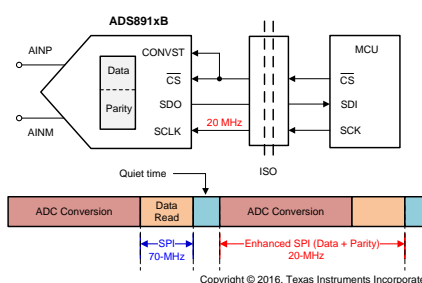 ADS891xB
AINP
AINM
Data
Parity
CONVST
CS
SDO
SCLK
20 MHz
ISO
MCU
CS
SDI
SCK
Quiet time
ADC Conversion
Data
Read
ADC Conversion
SPI
70-MHz
Enhanced SPI (Data + Parity)
20-MHz
Copyright © 2016, Texas Instruments Incorporate